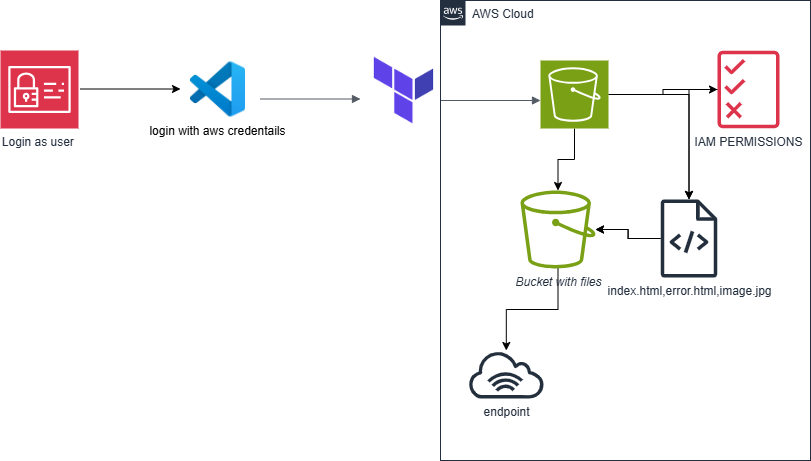 aws
AWS Cloud
Login as user
login with aws credentails
IAM PERMISSIONS
Bucket with files
index.html,error.html,image.jpg
endpoint